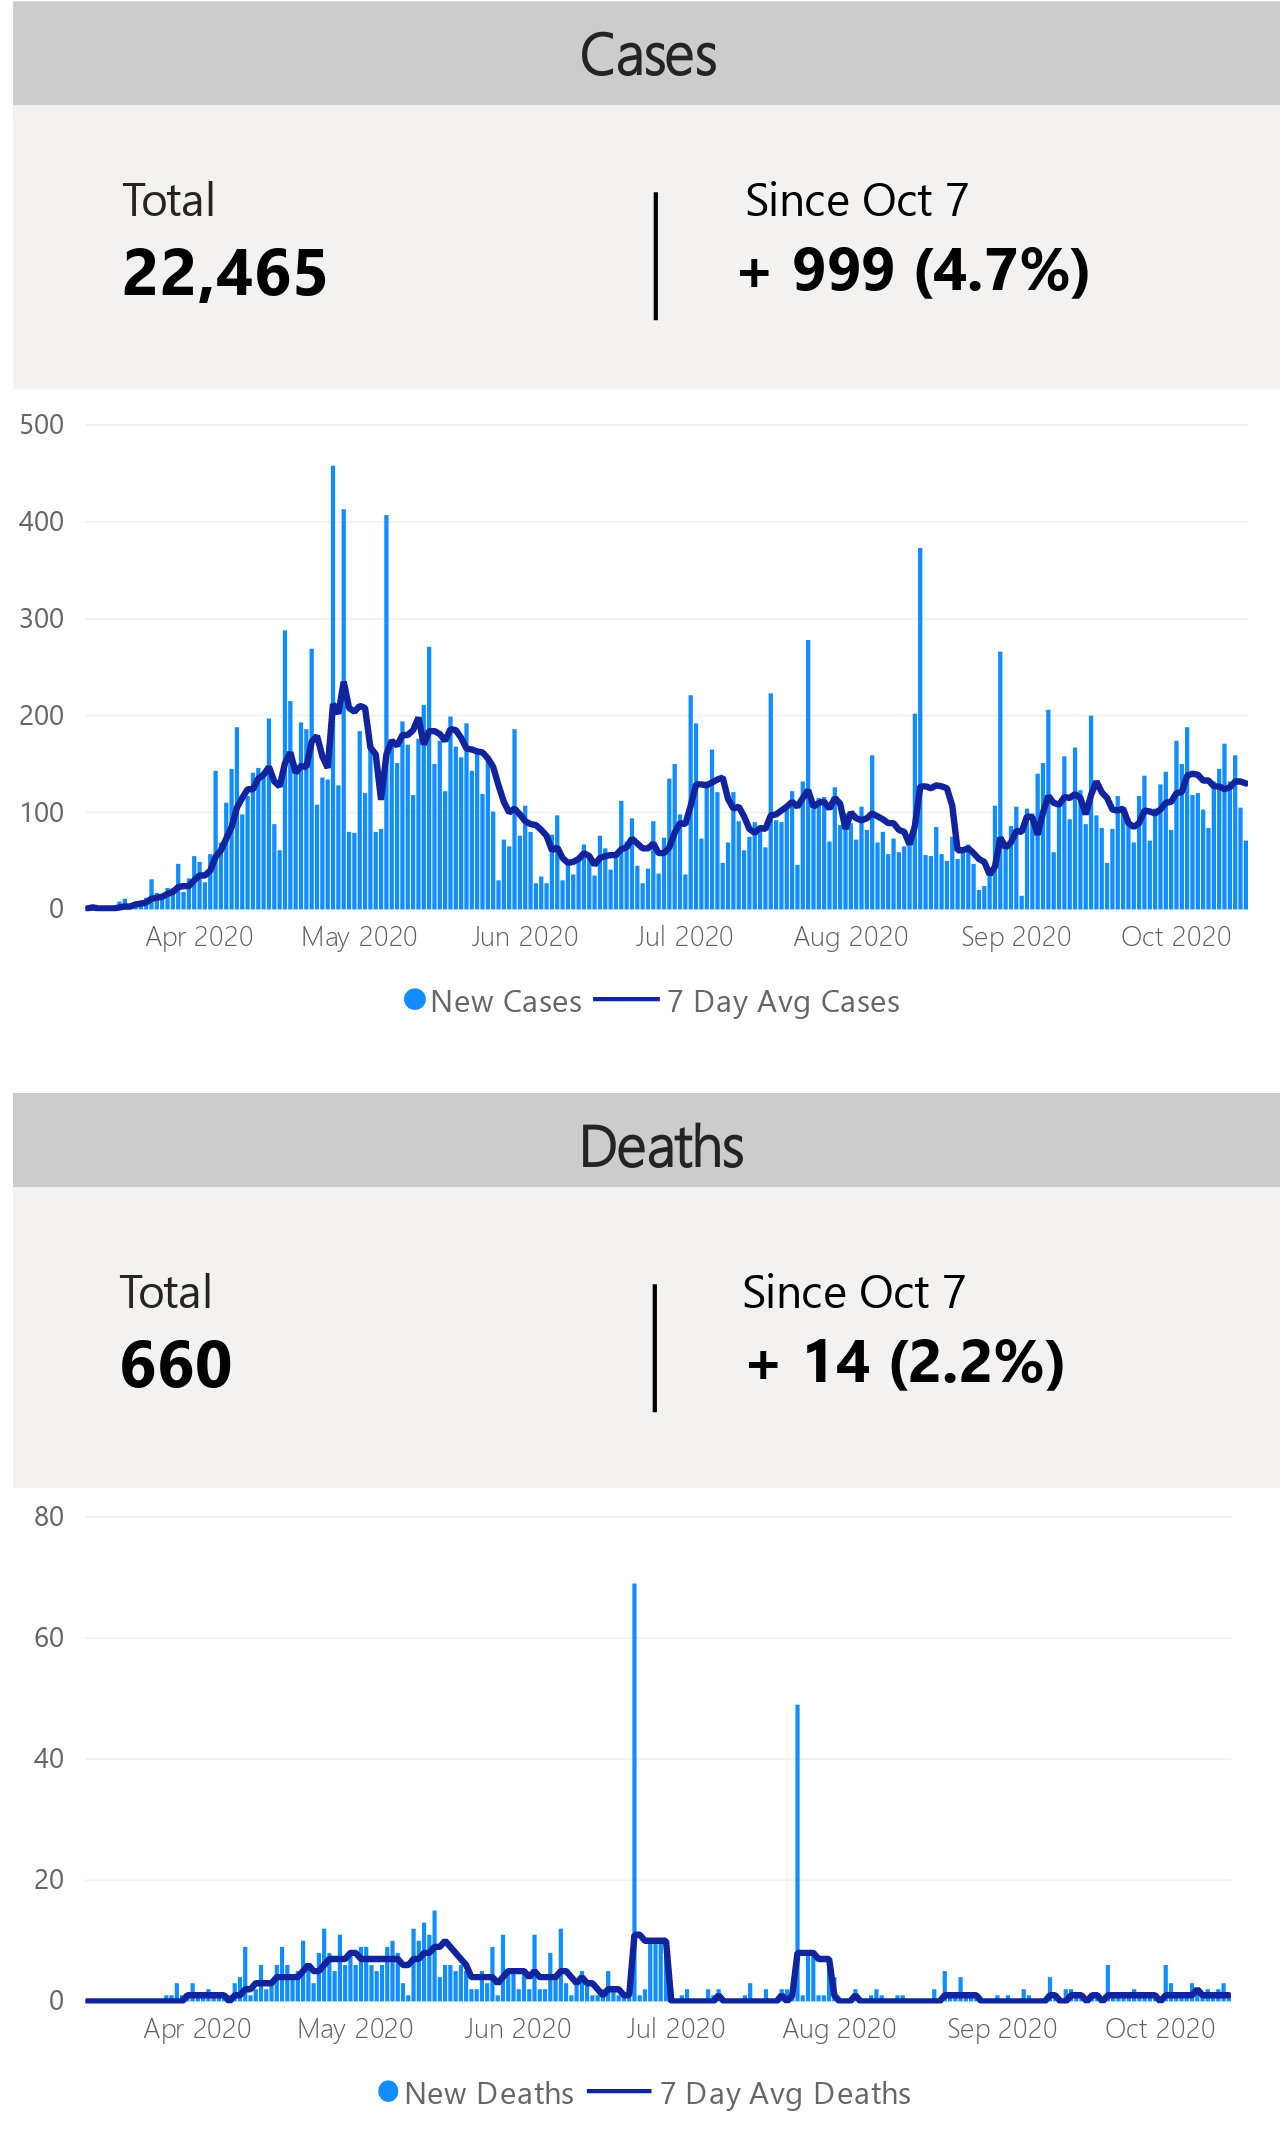 Cases
Total
Since Oct 7
22,465
+ 999 (4.7%)
500
400
300
200
100
0
Apr 2020
May 2020
Jun 2020
Jul 2020
Aug 2020
Sep 2020
Oct 2020
New Cases
7 Day Avg Cases
Deaths
Total
Since Oct 7
660
+ 14 (2.2%)
80
60
40
20
0
Apr 2020
May 2020
Jun 2020
Jul 2020
Aug 2020
Sep 2020
Oct 2020
New Deaths
7 Day Avg Deaths